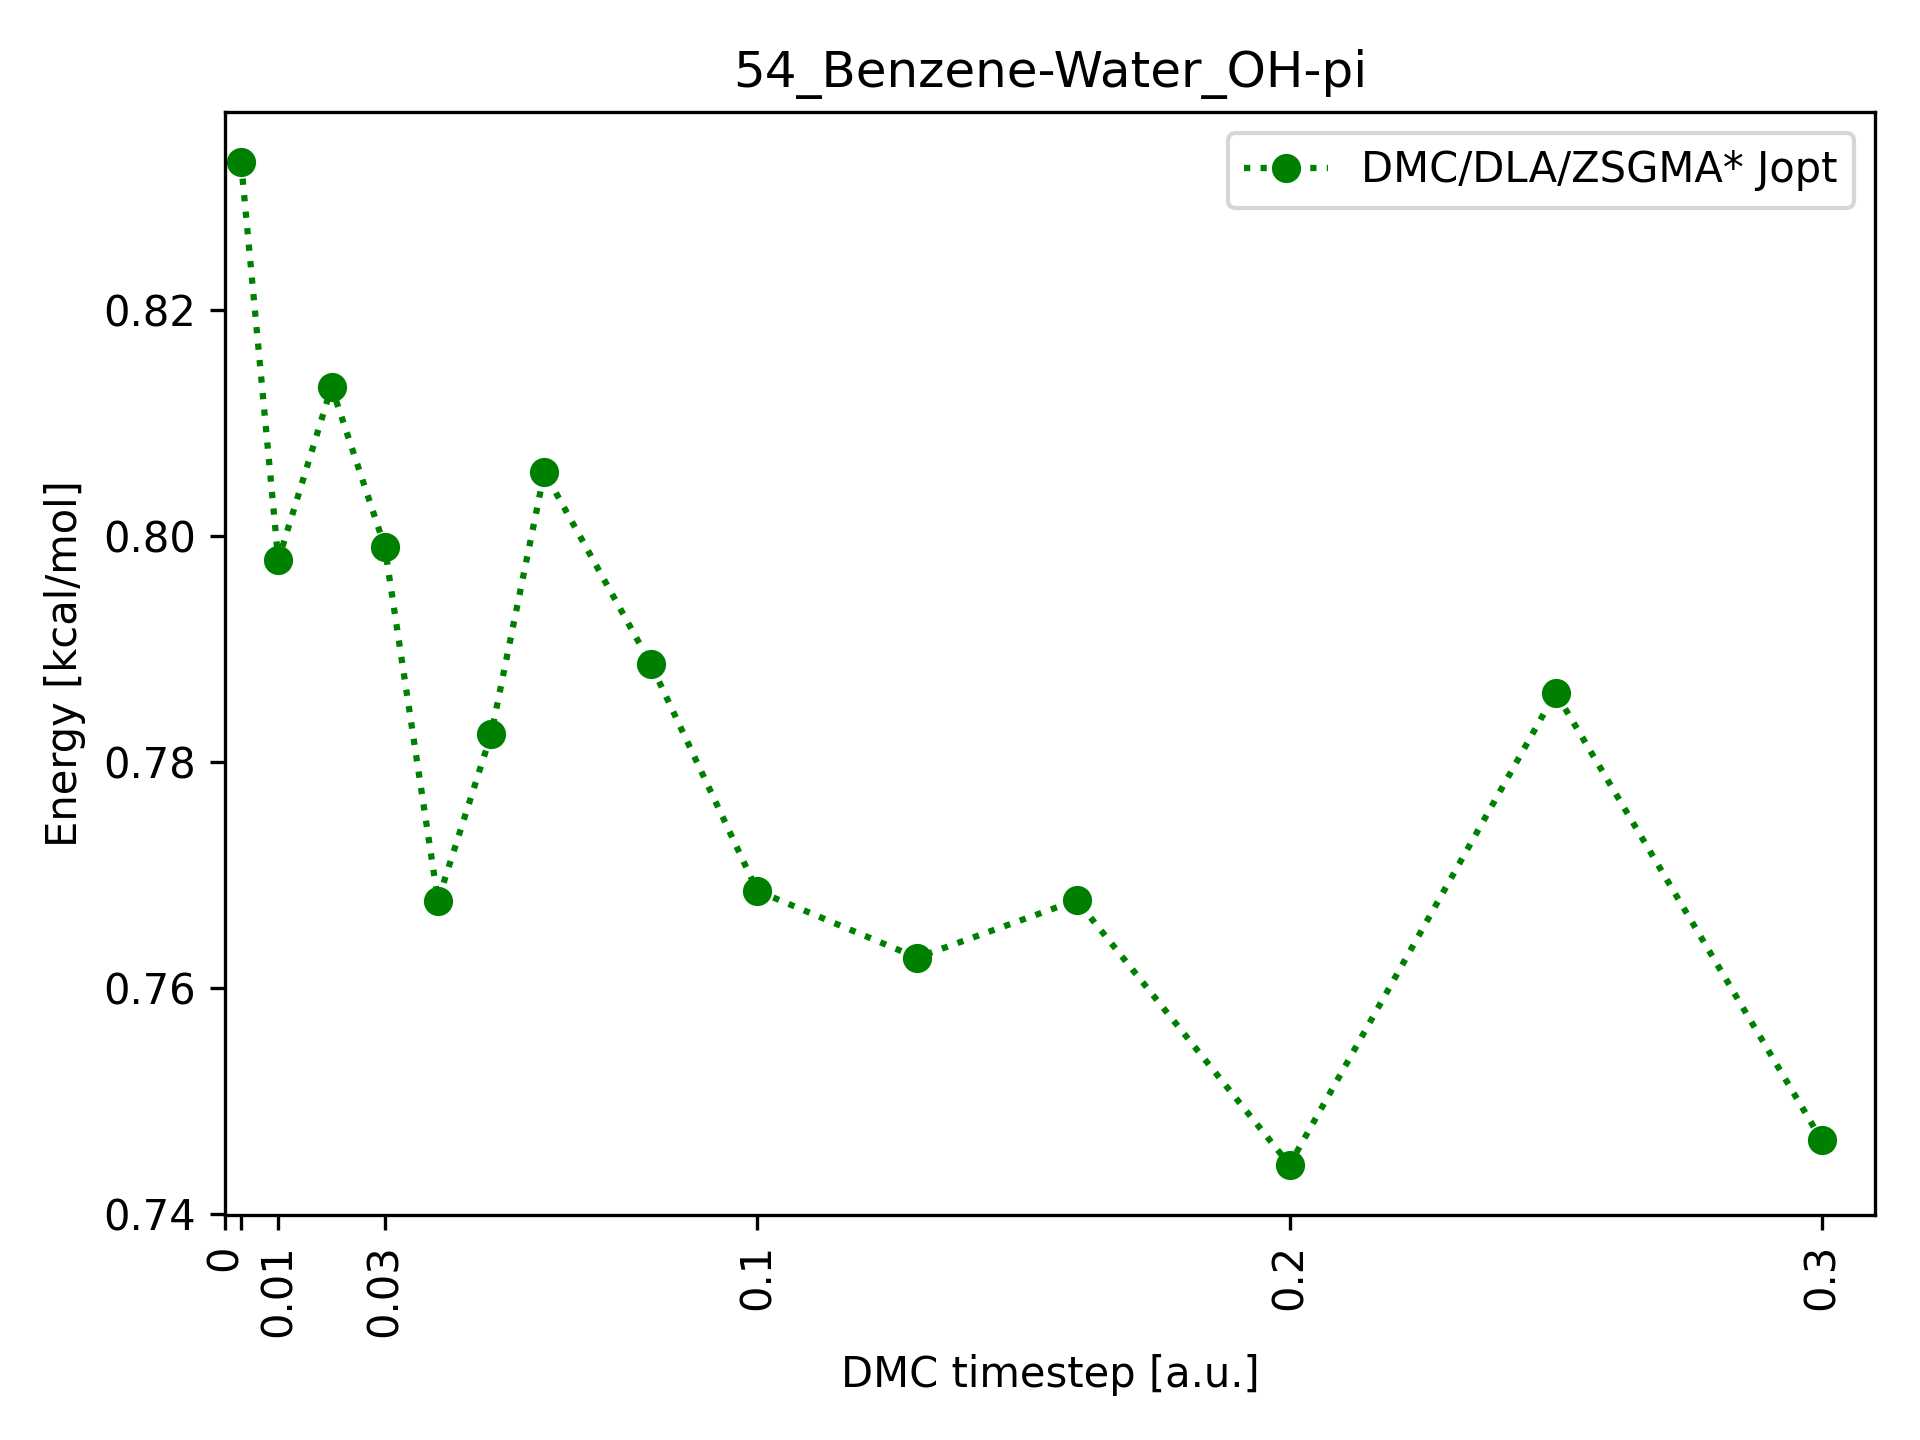 54_Benzene-Water_OH-pi
DMC/DLA/ZSGMA* Jopt
Energy [kcal/mol]
0.82
0.80
0.78
0.76
0.74
0
0.01
0.03
0.1
0.2
0.3
DMC timestep [a.u.]